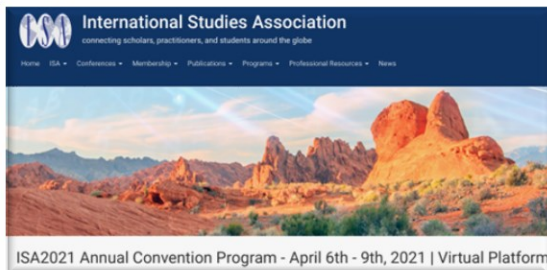 ISA
International Studies Association
connecting scholars, practitioners, and students around the globe
Home ISA Conferences Membership Publications Programs Professional Resources News
ISA2021 Annual Convention Program - April 6th - 9th, 2021 | Virtual Platform